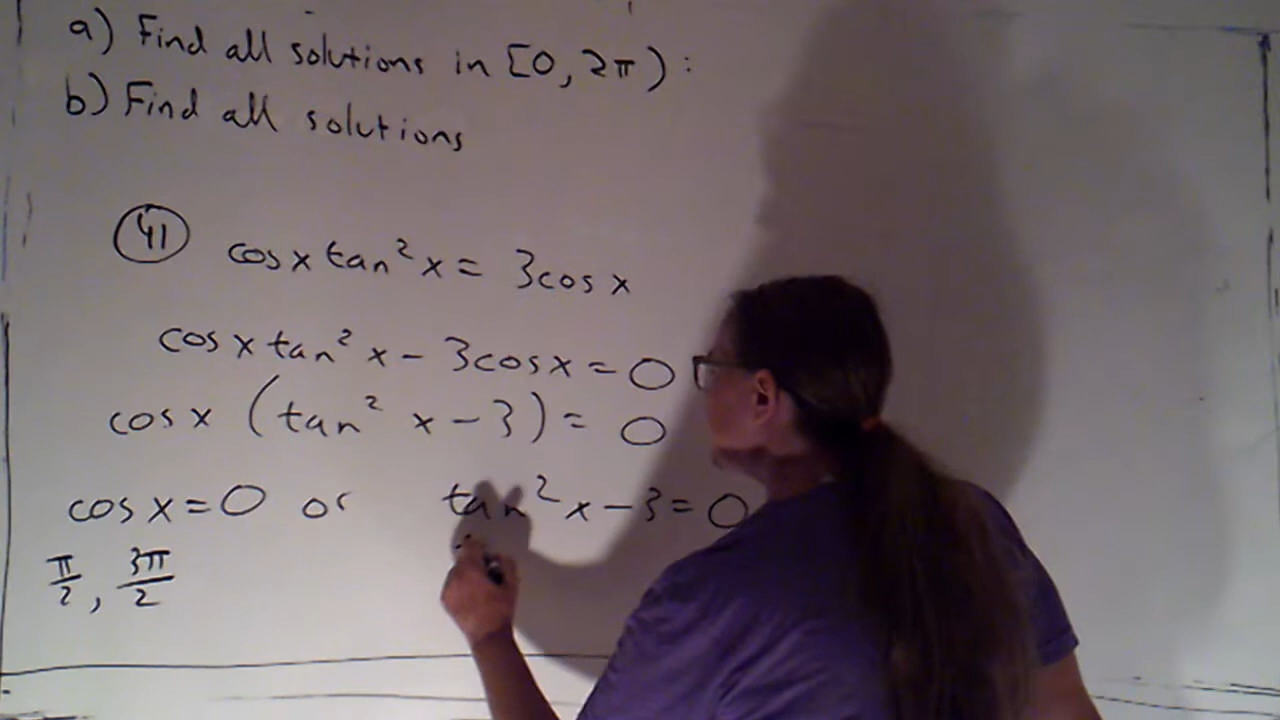 a) Find all solutions in [0, 2π) :
b) Find all solutions
41 cos x tan² x = 3cos x
cos x tan² x - 3cos x = 0
cos x (tan² x - 3) = 0
cos x = 0 or tan² x - 3 = 0
π/2, 3π/2